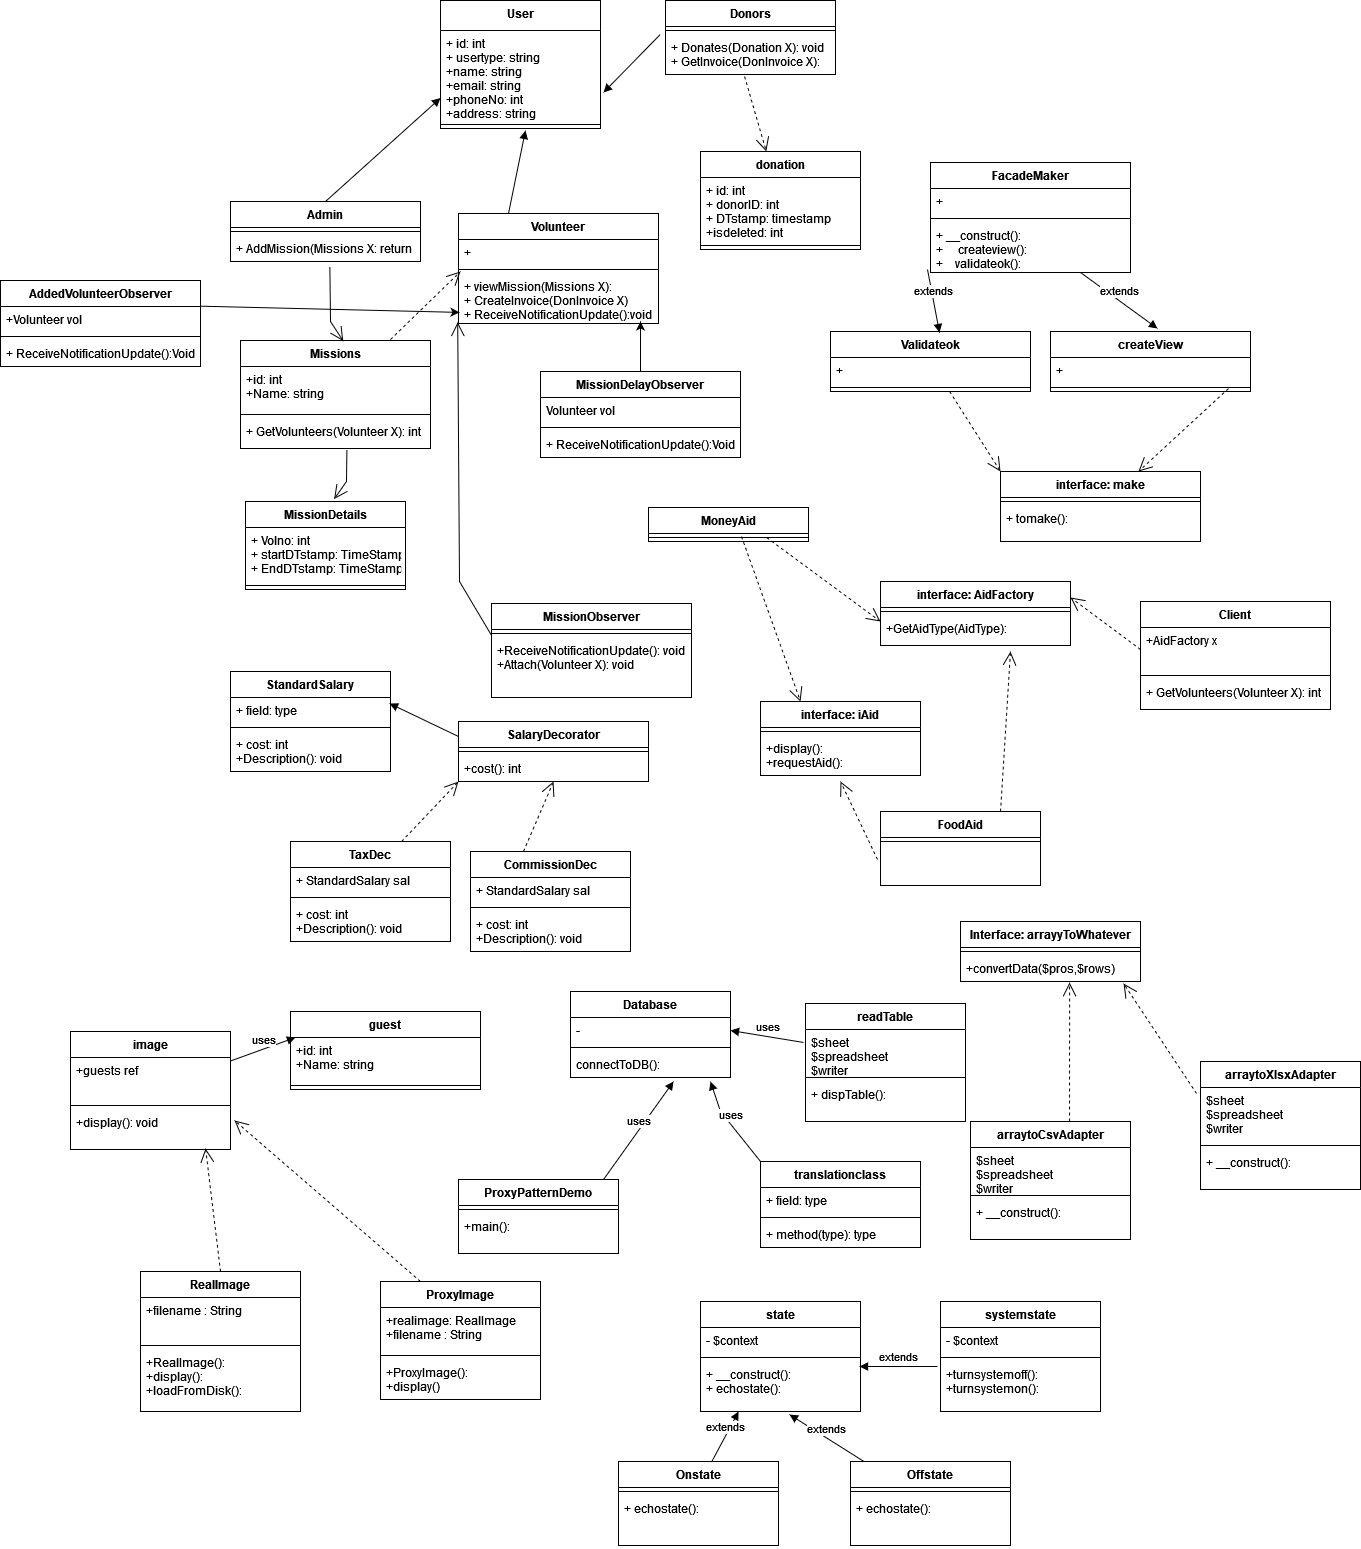 User
+ id: int
+ usertype: string
+name: string
+email: string
+phoneNo: int
+address: string
Donors
+ Donates(Donation X): void
+ GetInvoice(DonInvoice X):
donation
+ id: int
+ donorID: int
+ DTstamp: timestamp
+isdeleted: int
FacadeMaker
+
+ __construct():
+ createview():
+ validateok():
extends
extends
Validateok
+
createView
+
interface: make
+ tomake():
Admin
+ AddMission(Missions X: return
Volunteer
+
+ viewMission(Missions X):
+ CreateInvoice(DonInvoice X)
+ ReceiveNotificationUpdate():void
AddedVolunteerObserver
+Volunteer vol
+ ReceiveNotificationUpdate():Void
Missions
+id: int
+Name: string
+ GetVolunteers(Volunteer X): int
MissionDelayObserver
Volunteer vol
+ ReceiveNotificationUpdate():Void
MissionDetails
+ Volno: int
+ startDTstamp: TimeStamp
+ EndDTstamp: TimeStamp
MoneyAid
interface: AidFactory
+GetAidType(AidType):
Client
+AidFactory x
+ GetVolunteers(Volunteer X): int
MissionObserver
+ReceiveNotificationUpdate(): void
+Attach(Volunteer X): void
StandardSalary
+ field: type
+ cost: int
+Description(): void
SalaryDecorator
+cost(): int
interface: iAid
+display():
+requestAid():
FoodAid
TaxDec
+ StandardSalary sal
+ cost: int
+Description(): void
CommissionDec
+ StandardSalary sal
+ cost: int
+Description(): void
Interface: arrayyToWhatever
+convertData($pros,$rows)
Database
-
connectToDB():
uses
readTable
$sheet
$spreadsheet
$writer
+ dispTable():
image
+guests ref
+display(): void
uses
guest
+id: int
+Name: string
arraytoXlsxAdapter
$sheet
$spreadsheet
$writer
+ __construct():
arraytoCsvAdapter
$sheet
$spreadsheet
$writer
+ __construct():
uses
uses
ProxyPatternDemo
+main():
translationclass
+ field: type
+ method(type): type
RealImage
+filename : String
+RealImage():
+display():
+loadFromDisk():
ProxyImage
+realimage: RealImage
+filename : String
+ProxyImage():
+display()
state
- $context
+ __construct():
+ echostate():
extends
systemstate
- $context
+turnsystemoff():
+turnsystemon():
extends
extends
Onstate
+ echostate():
Offstate
+ echostate():